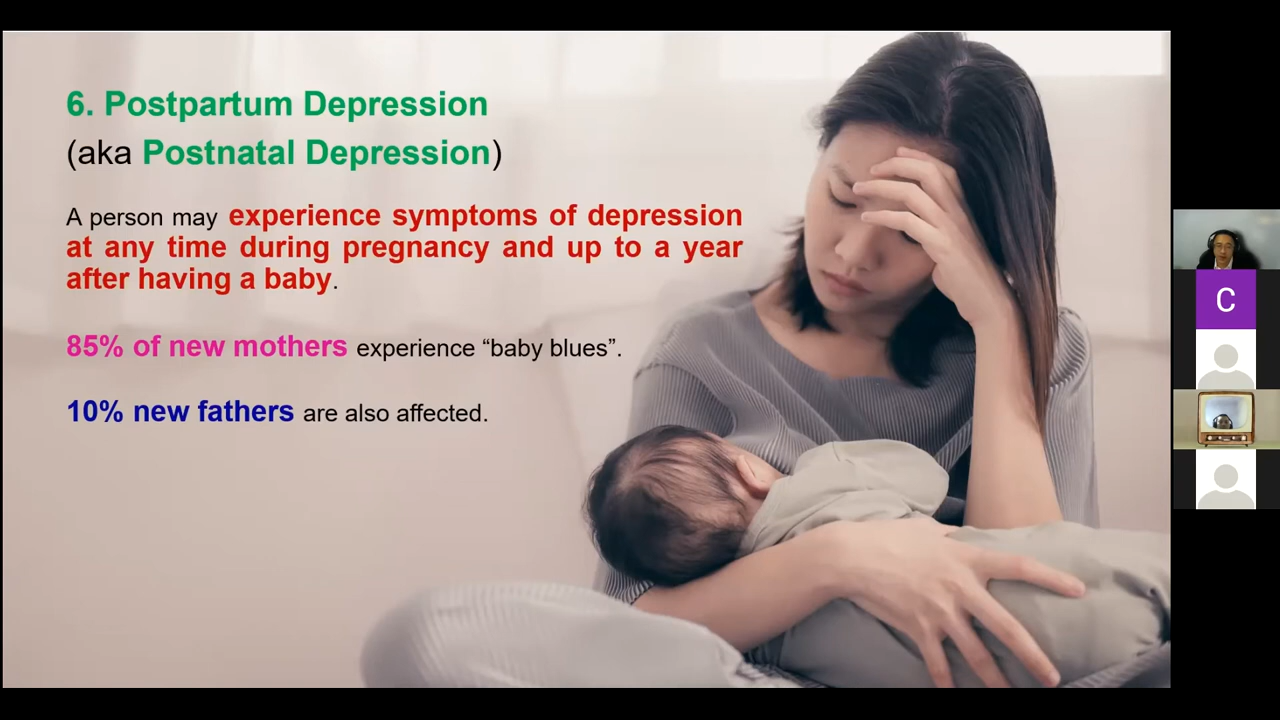 6. Postpartum Depression
(aka Postnatal Depression)
A person may experience symptoms of depression
at any time during pregnancy and up to a year
after having a baby.
85% of new mothers experience “baby blues”.
10% new fathers are also affected.
C